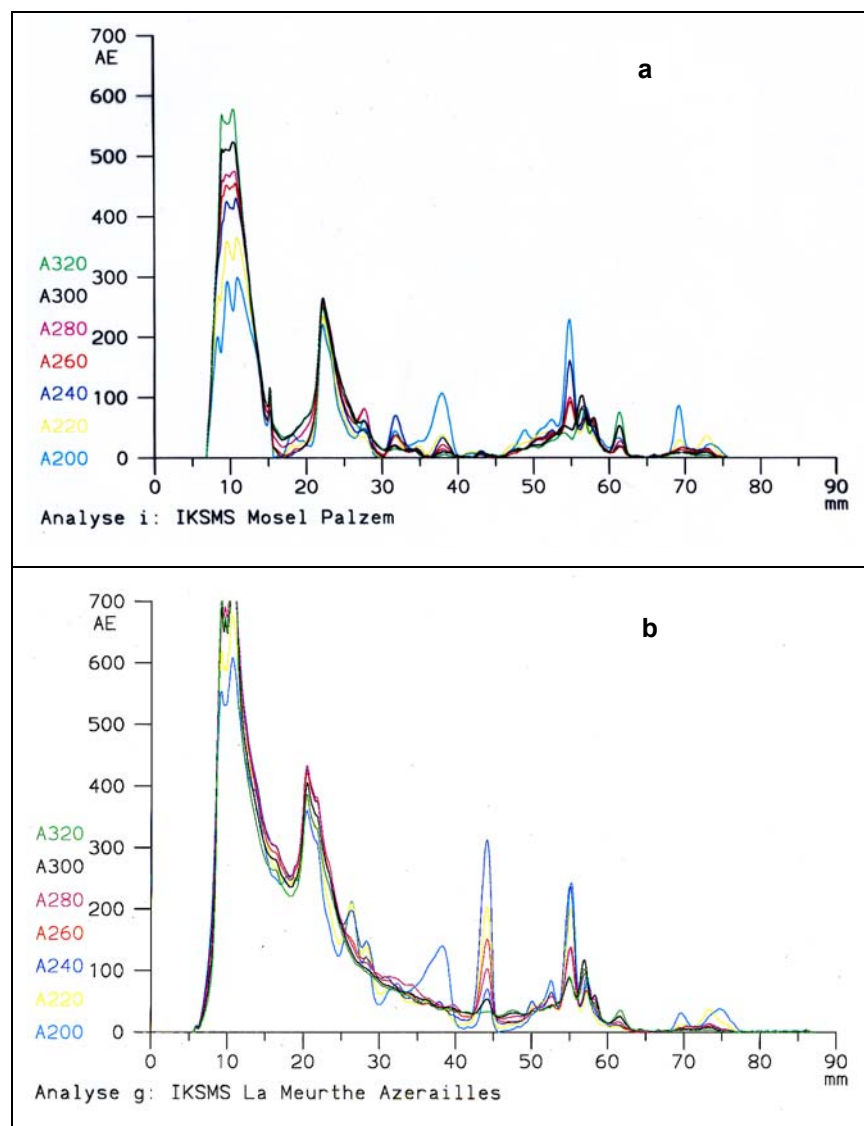 a
700
AE
600
500
400
A320 300
A300
A280 200
A260
A240 100
A220
A200 0
0 10 20 30 40 50 60 70 80 90
mm
Analyse i: IKSMS Mosel Palzem
b
700
AE
600
500
400
A320
A300 300
A280
A260 200
A240
A220 100
A200 0
0 10 20 30 40 50 60 70 80 90
mm
Analyse g: IKSMS La Meurthe Azerailles